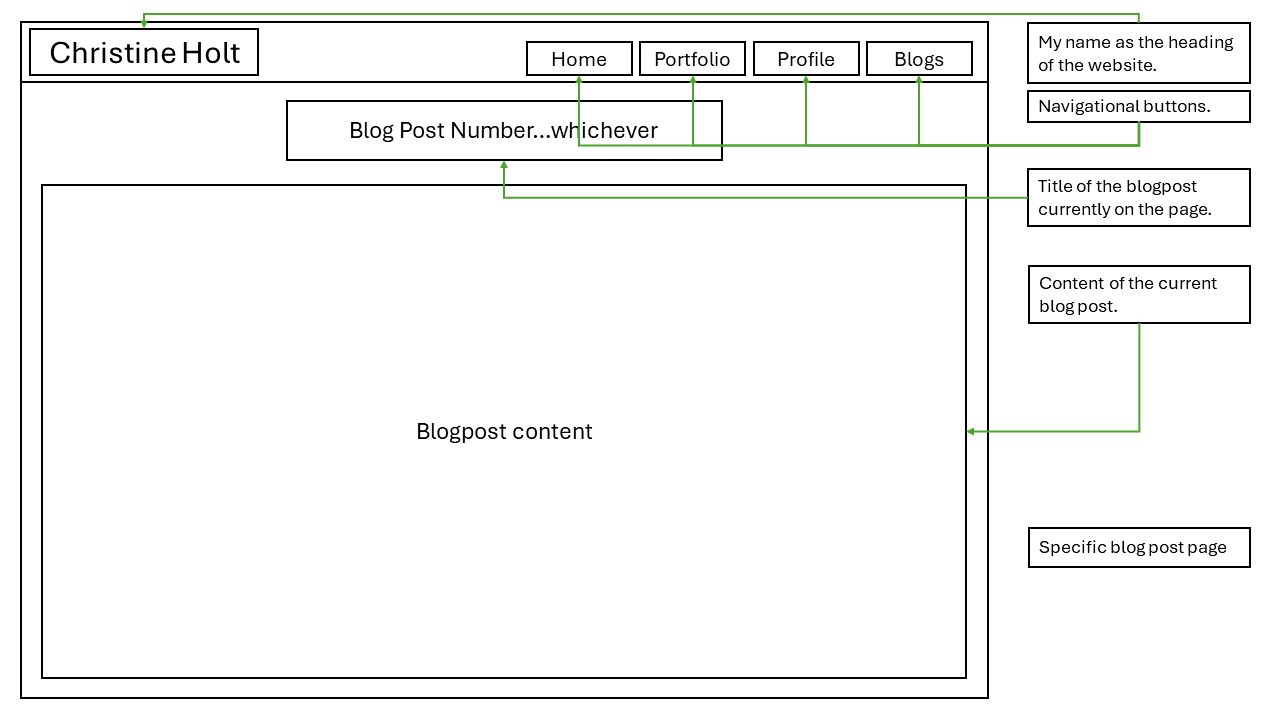 Christine Holt
Home
Portfolio
Profile
Blogs
My name as the heading
of the website.
Navigational buttons.
Blog Post Number...whichever
Title of the blogpost
currently on the page.
Content of the current
blog post.
Blogpost content
Specific blog post page